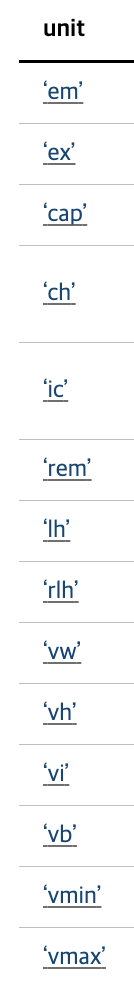 unit
‘em’
‘ex’
‘cap’
‘ch’
‘ic’
‘rem’
‘lh’
‘rlh’
‘vw’
‘vh’
‘vi’
‘vb’
‘vmin’
‘vmax’